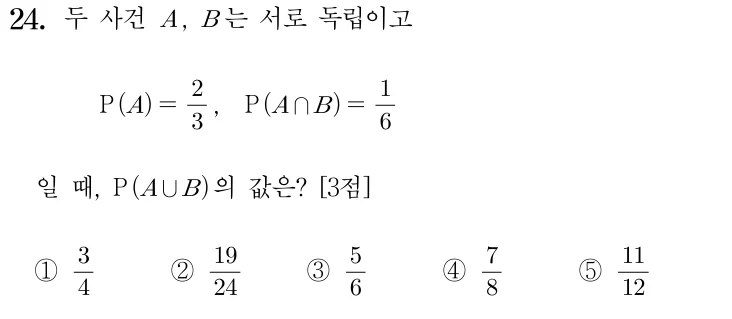 24. 두 사건 A, B는 서로 독립이고
P(A) = 2/3, P(A∩B) = 1/6
일 때, P(A∪B)의 값은? [3점]
① 3/4 ② 19/24 ③ 5/6 ④ 7/8 ⑤ 11/12